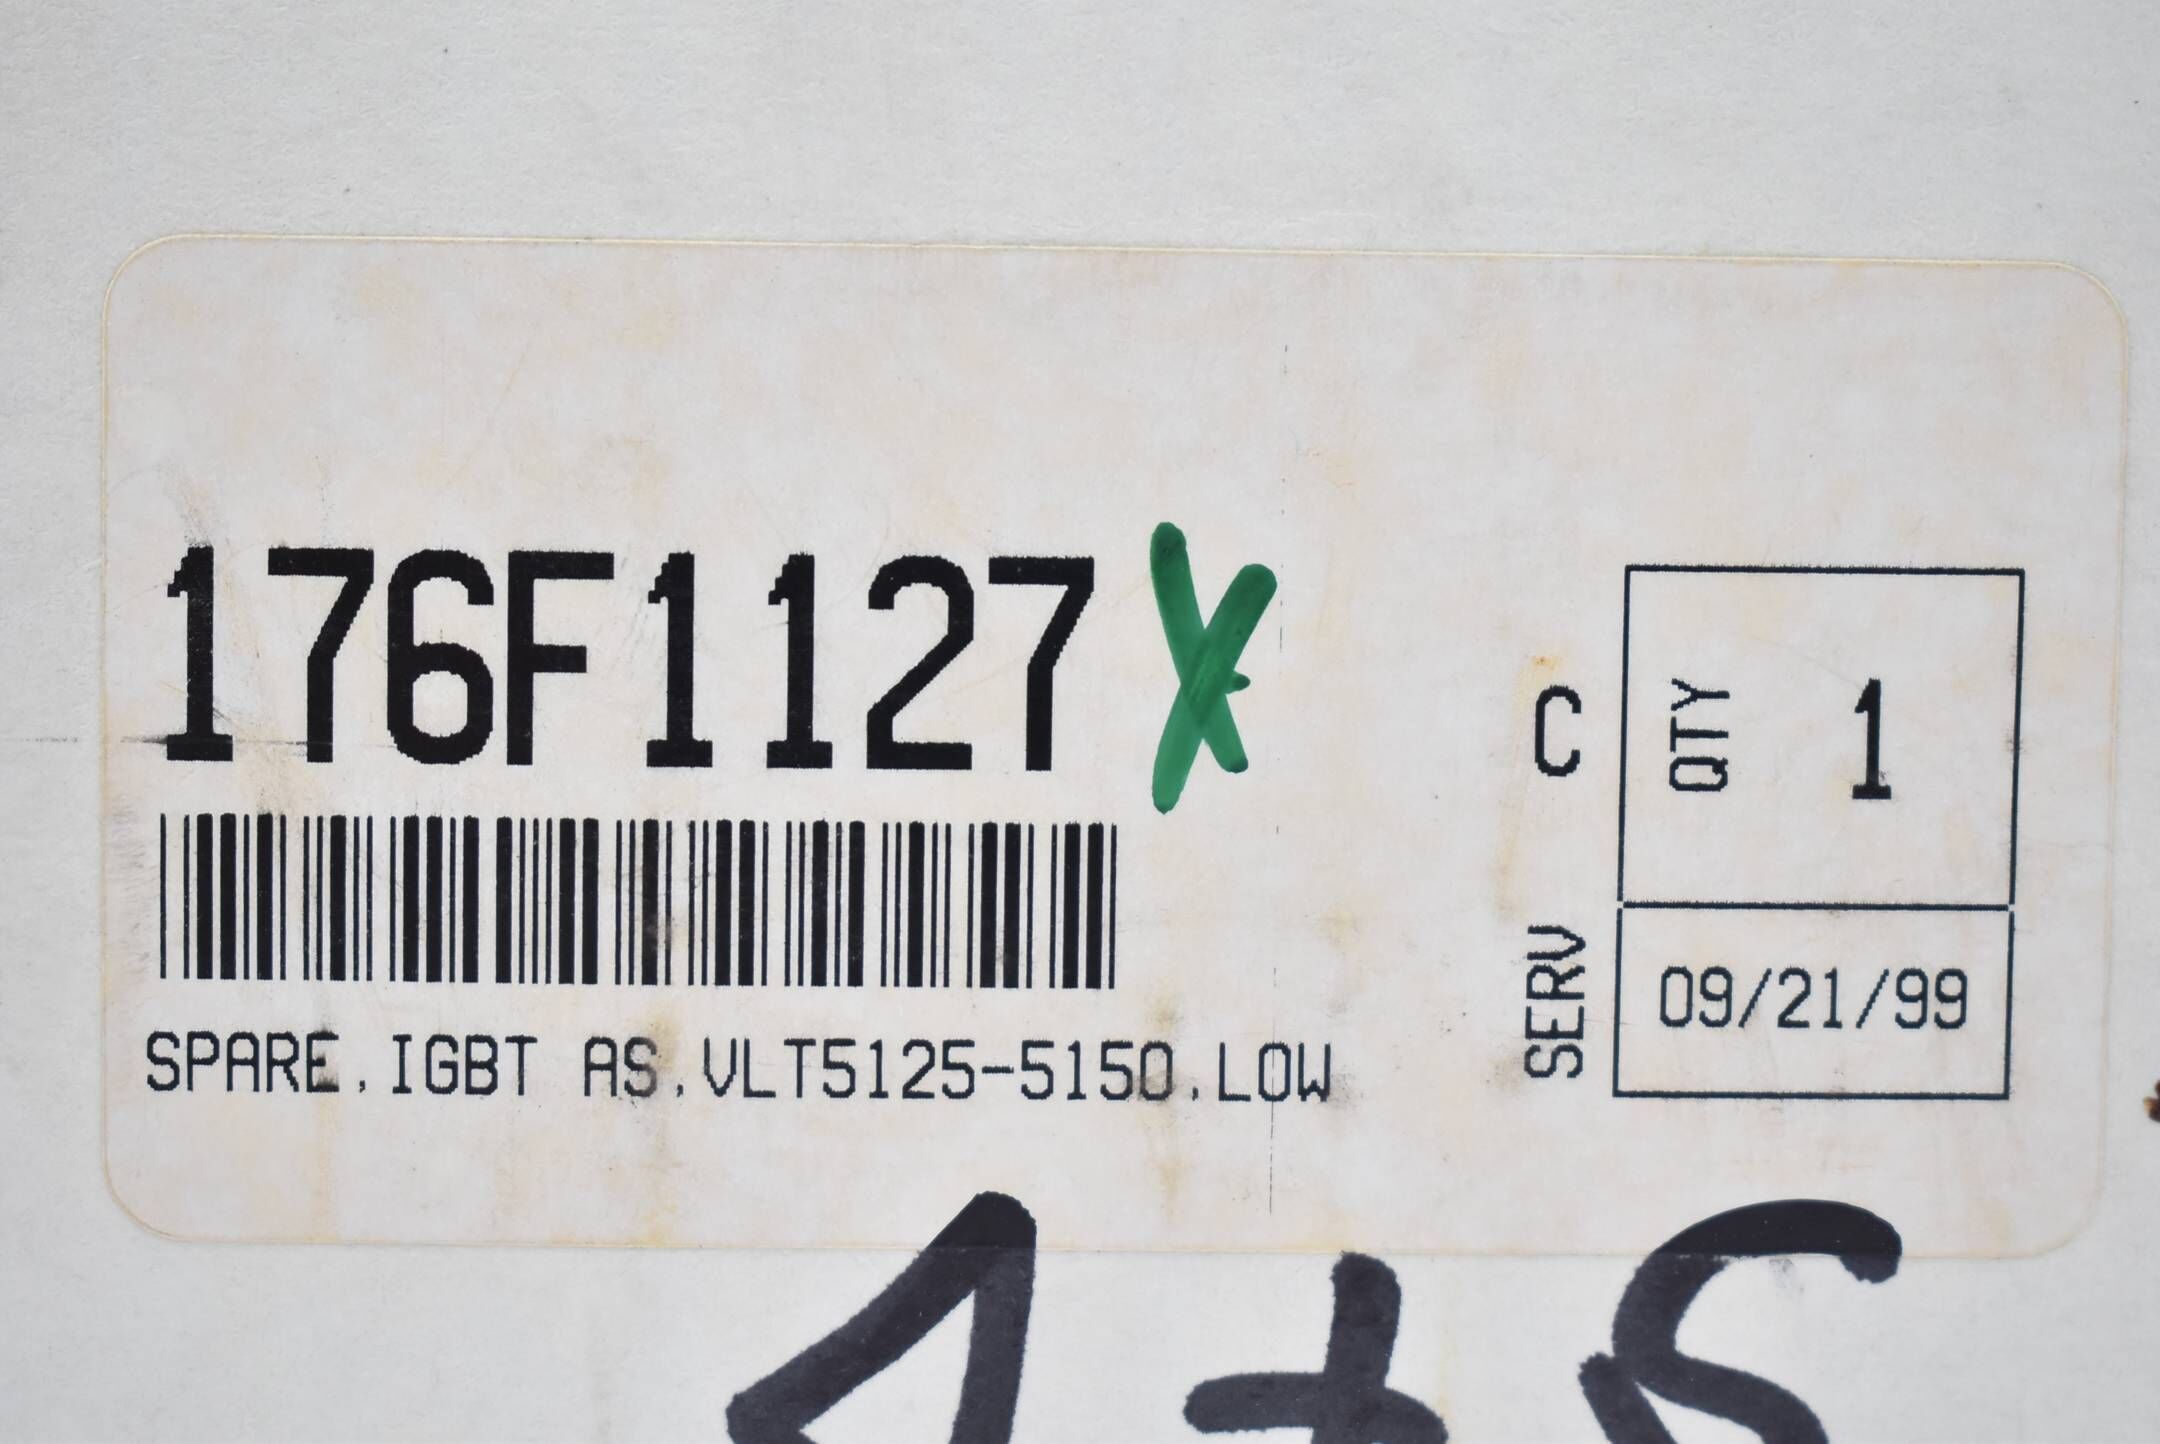 176F1127 X
SPARE,IGBT AS,VLT5125-5150,LOW
C
SERV
QTY 1
09/21/99